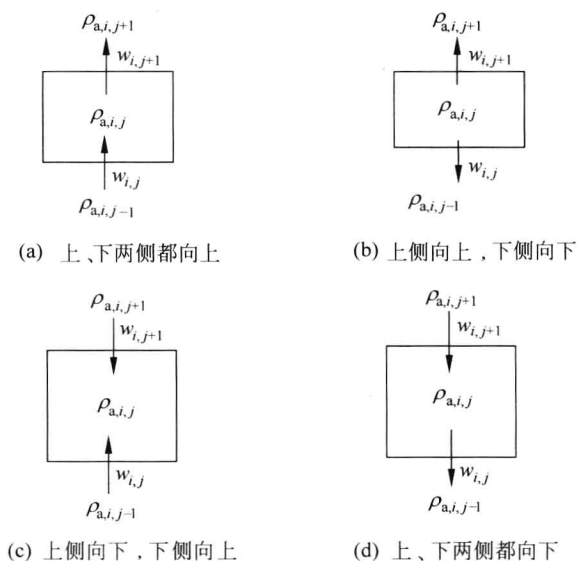 ρa,i,j+1
wi,j+1
ρa,i,j
wi,j
ρa,i,j−1
(a) 上、下两侧都向上
ρa,i,j+1
wi,j+1
ρa,i,j
wi,j
ρa,i,j−1
(b) 上侧向上，下侧向下
ρa,i,j+1
wi,j+1
ρa,i,j
wi,j
ρa,i,j−1
(c) 上侧向下，下侧向上
ρa,i,j+1
wi,j+1
ρa,i,j
wi,j
ρa,i,j−1
(d) 上、下两侧都向下